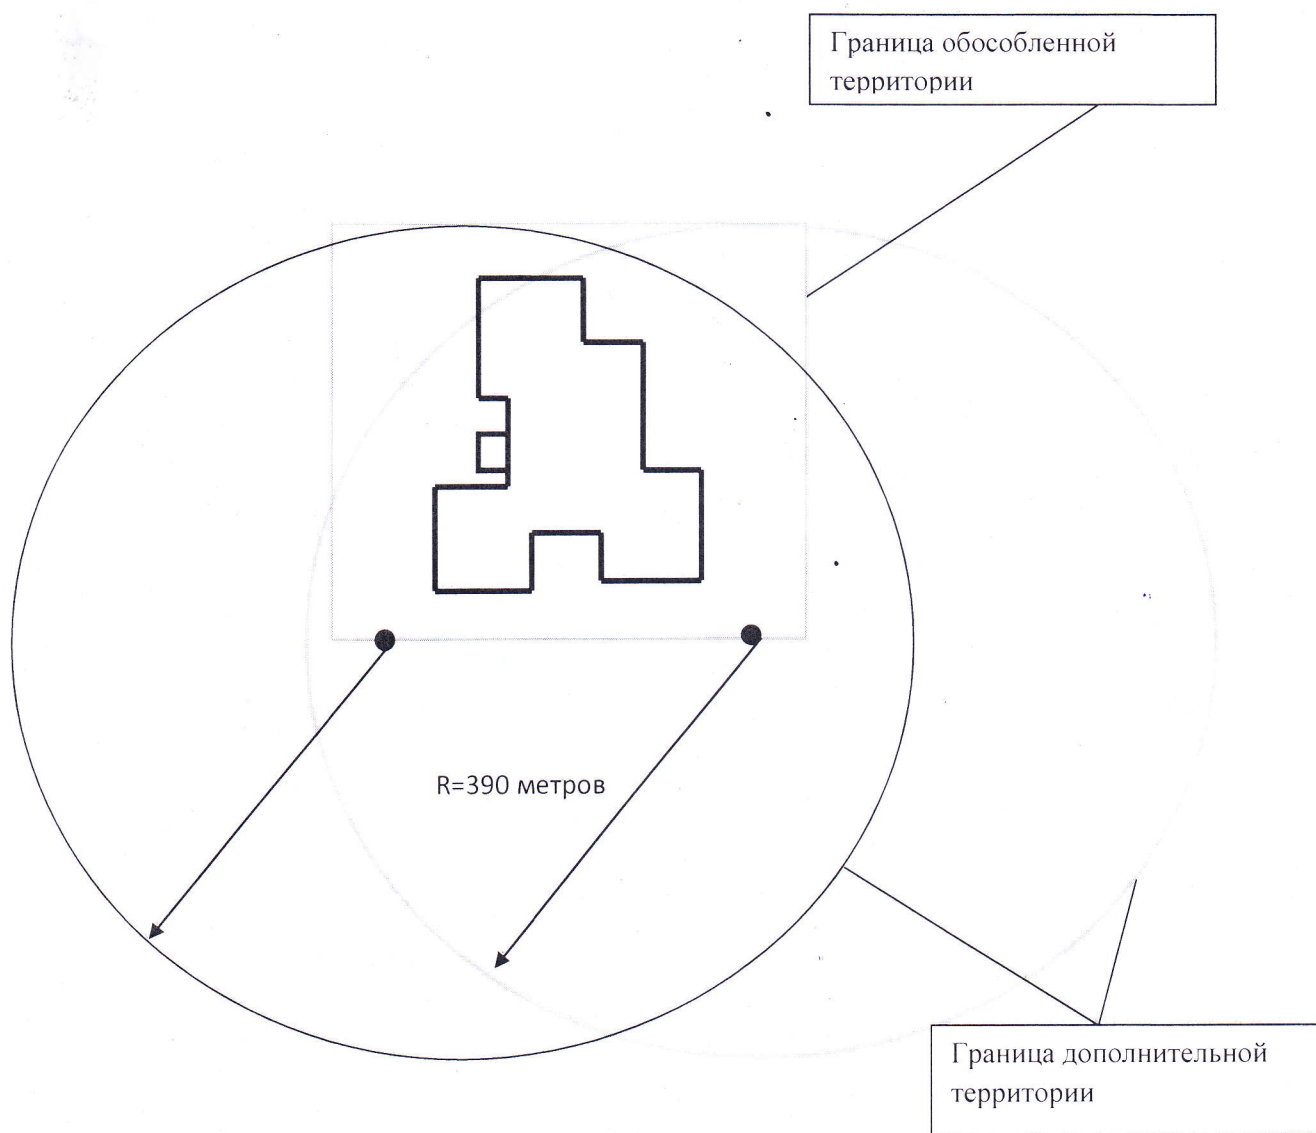 Граница обособленной
территории
R=390 метров
Граница дополнительной
территории